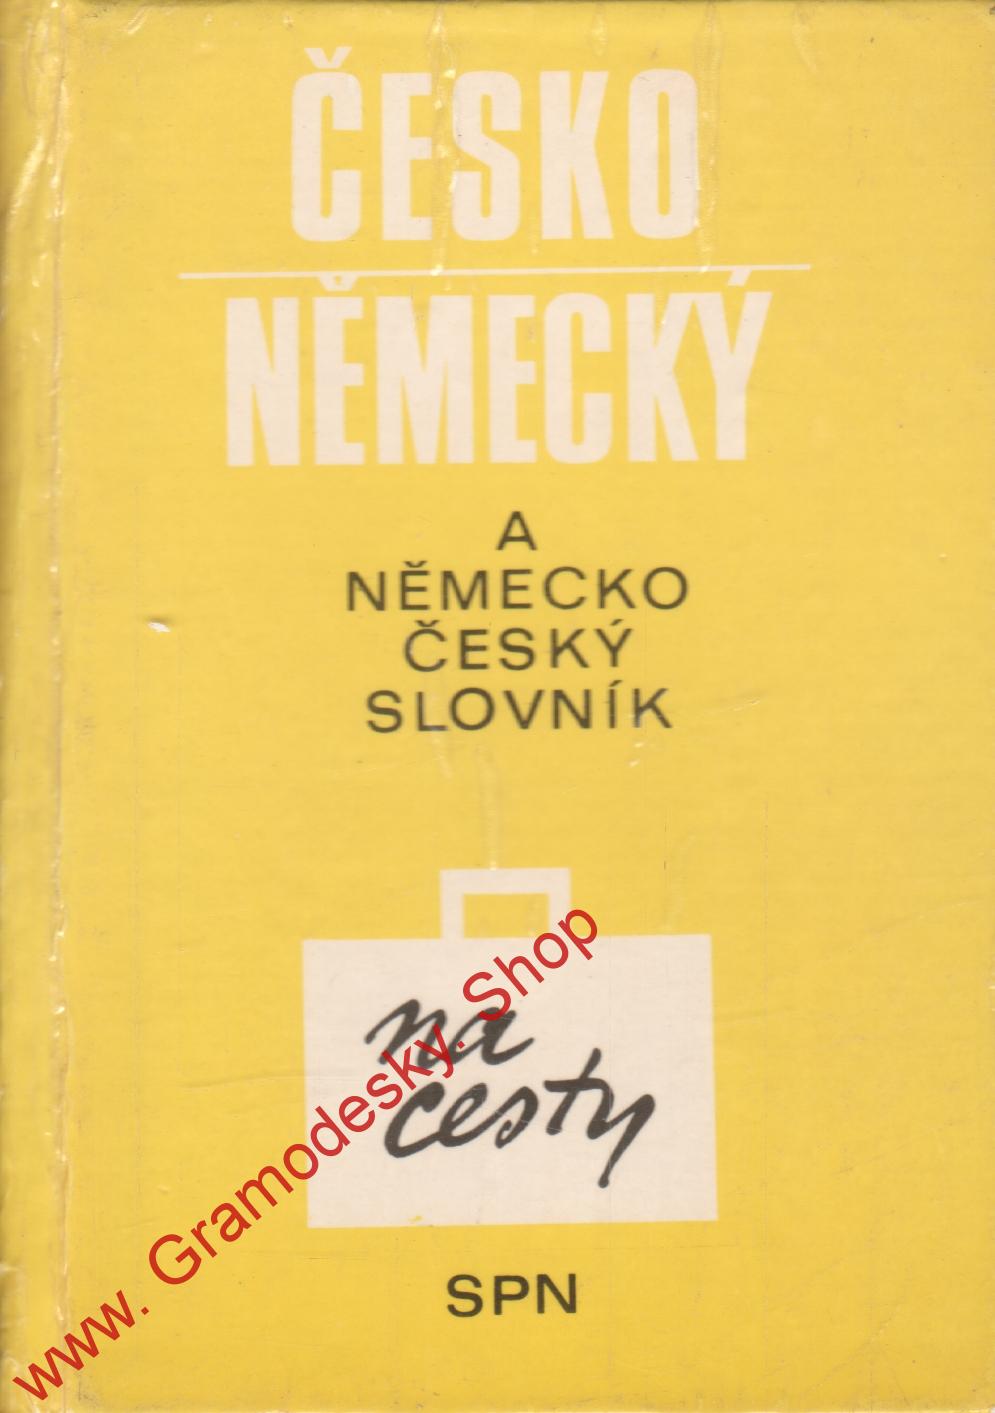 ČESKO
NĚMECKÝ
A
NĚMECKO
ČESKÝ
SLOVNÍK
na
cesty
SPN
www. Gramodesky. Shop